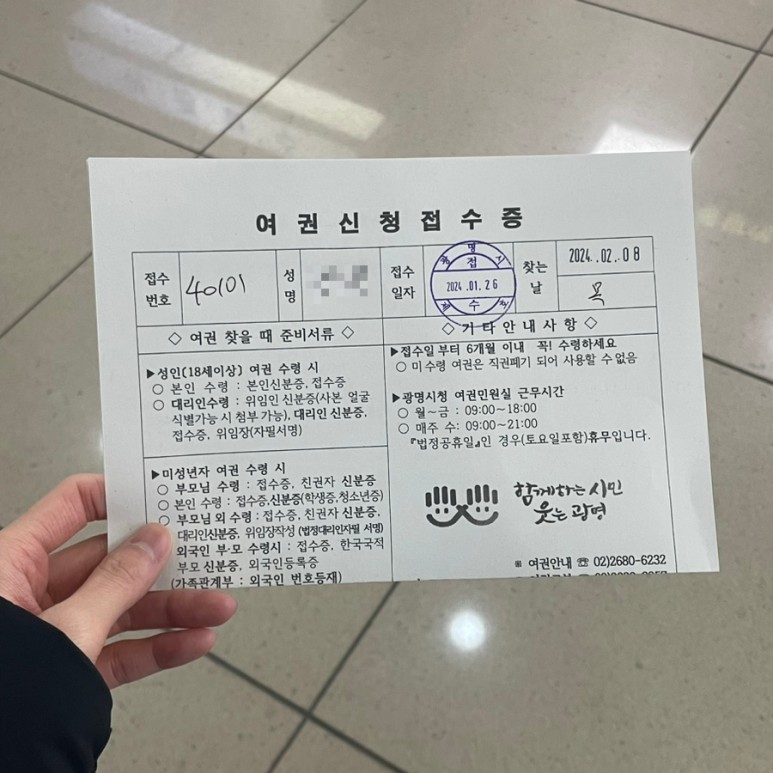 여권신청접수증
접수번호 40101 성명 접수일자 2024.01.26 접수 찾는날 2024.02.08 목
◇ 여권 찾을 때 준비서류 ◇
▶성인(18세이상) 여권 수령 시
○ 본인 수령 : 본인신분증, 접수증
○ 대리인수령 : 위임인 신분증(사본 얼굴
식별가능 시 첨부 가능), 대리인 신분증,
접수증, 위임장(자필서명)
▶미성년자 여권 수령 시
○ 부모님 수령 : 접수증, 친권자 신분증
○ 본인 수령 : 접수증,신분증(학생증,청소년증)
○ 부모님 외 수령 : 접수증, 친권자 신분증,
대리인신분증, 위임장작성 (법정대리인자필 서명)
외국인 부·모 수령시 : 접수증, 한국국적
부모 신분증, 외국인등록증
(가족관계부 : 외국인 번호등재)
◇ 기타안내사항 ◇
▶접수일부터 6개월 이내 꼭! 수령하세요
○ 미수령 여권은 직권폐기 되어 사용할 수 없음
▶광명시청 여권민원실 근무시간
○ 월~금 : 09:00~18:00
○ 매주 수: 09:00~21:00
『법정공휴일』인 경우(토요일포함)휴무입니다.
함께하는 시민
웃는 광명
※ 여권안내 ☏ 02)2680-6232